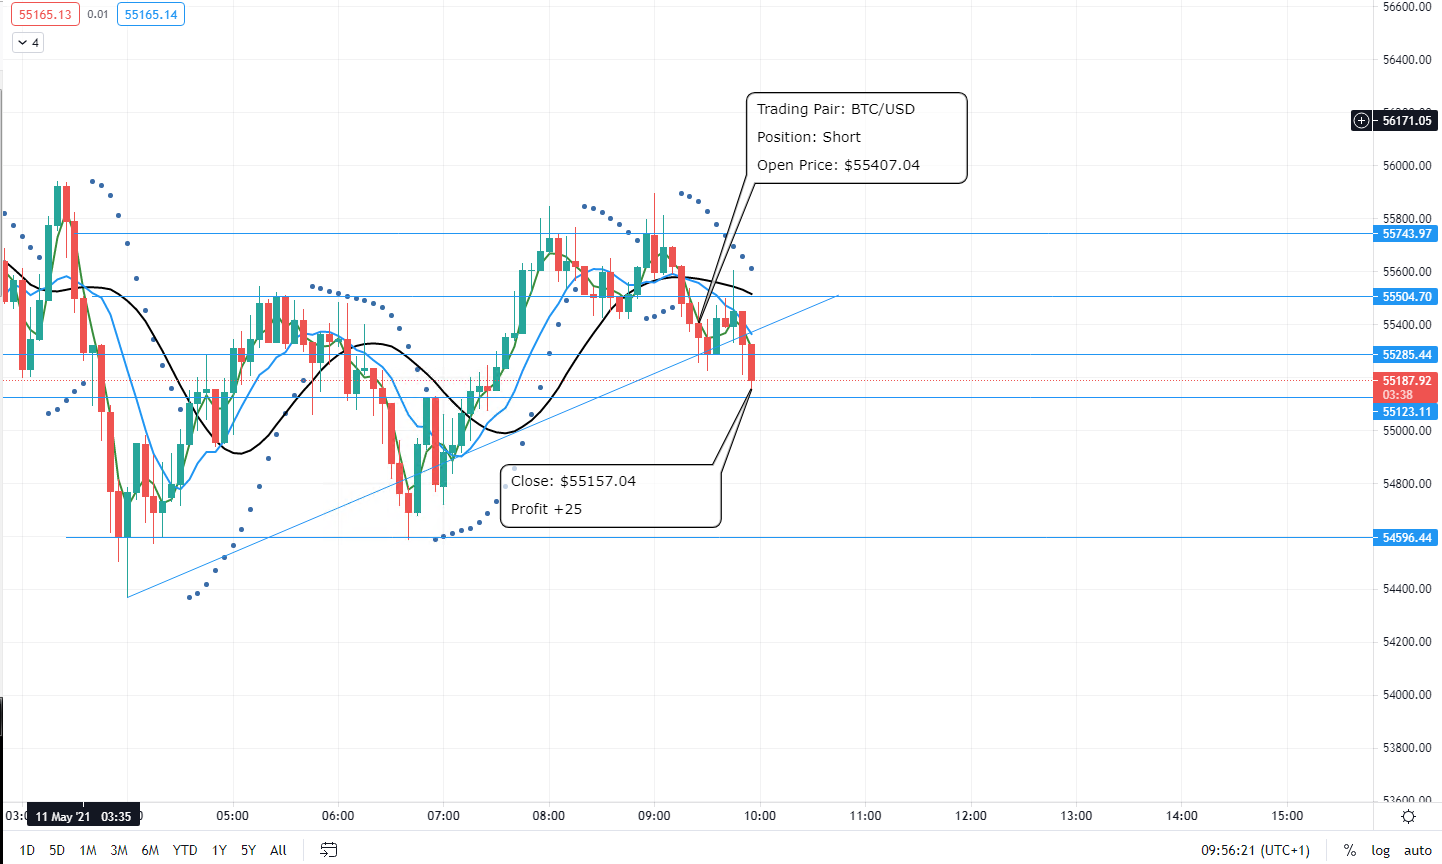 55165.13 0.01 55165.14
4
56600.00
56400.00
Trading Pair: BTC/USD
Position: Short
Open Price: $55407.04
56171.05
56000.00
55800.00
55743.97
55600.00
55504.70
55400.00
55285.44
55187.92
03:38
55123.11
55000.00
Close: $55157.04
Profit +25
54800.00
54596.44
54400.00
54200.00
54000.00
53800.00
53600.00
11 May '21 03:35 05:00 06:00 07:00 08:00 09:00 10:00 11:00 12:00 13:00 14:00 15:00
1D 5D 1M 3M 6M YTD 1Y 5Y All 09:56:21 (UTC+1) % log auto